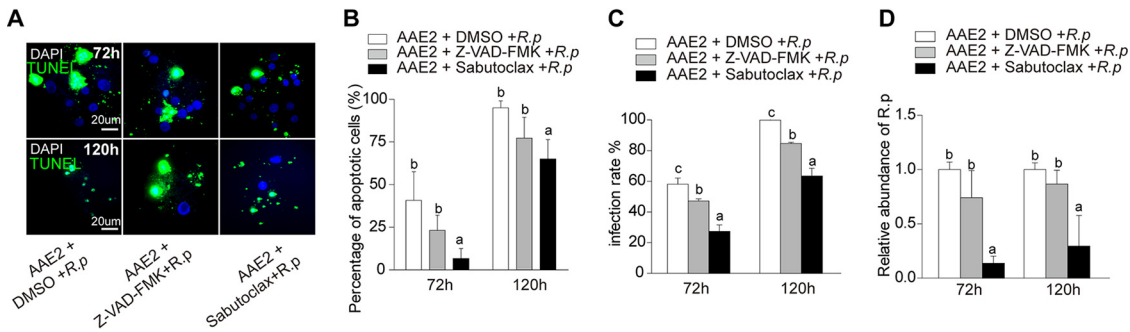 A
DAPI 72h
TUNEL
20um
DAPI 120h
TUNEL
20um
AAE2 +
DMSO +R.p
AAE2 +
Z-VAD-FMK+R.p
AAE2 +
Sabutoclax+R.p
B
AAE2 + DMSO +R.p
AAE2 + Z-VAD-FMK +R.p
AAE2 + Sabutoclax +R.p
Percentage of apoptotic cells (%)
100
75
50
25
0
b
b
a
b
b
a
72h
120h
C
AAE2 + DMSO +R.p
AAE2 + Z-VAD-FMK +R.p
AAE2 + Sabutoclax +R.p
infection rate %
100
80
60
40
20
0
c
b
a
c
b
a
72h
120h
D
AAE2 + DMSO +R.p
AAE2 + Z-VAD-FMK +R.p
AAE2 + Sabutoclax +R.p
Relative abundance of R.p
1.5
1.0
0.5
0.0
b
b
a
b
b
a
72h
120h